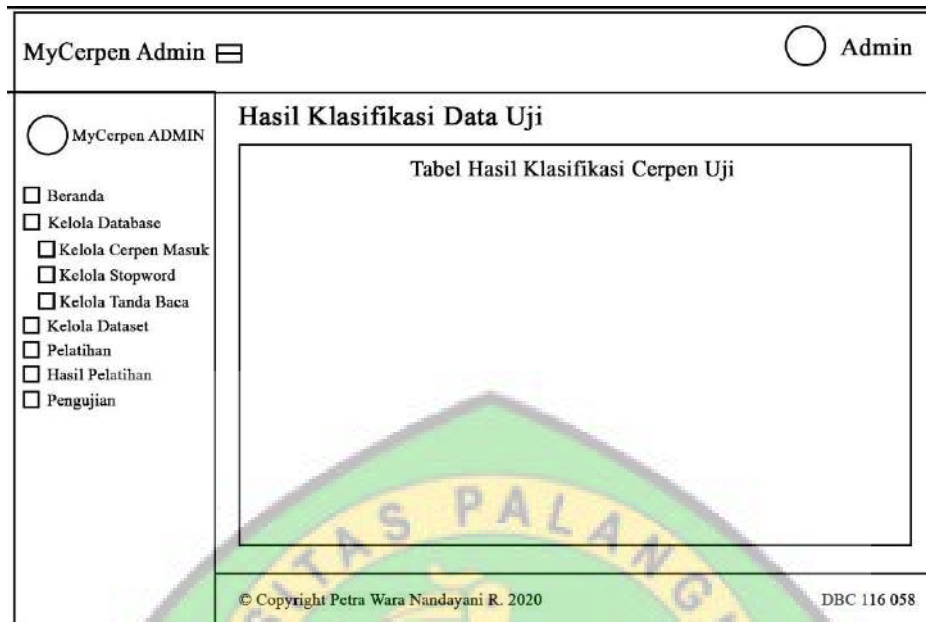 MyCerpen Admin
Admin
MyCerpen ADMIN
Beranda
Kelola Database
Kelola Cerpen Masuk
Kelola Stopword
Kelola Tanda Baca
Kelola Dataset
Pelatihan
Hasil Pelatihan
Pengujian
Hasil Klasifikasi Data Uji
Tabel Hasil Klasifikasi Cerpen Uji
SITAS PALANG
© Copyright Petra Wara Nandayani R. 2020
DBC 116 058